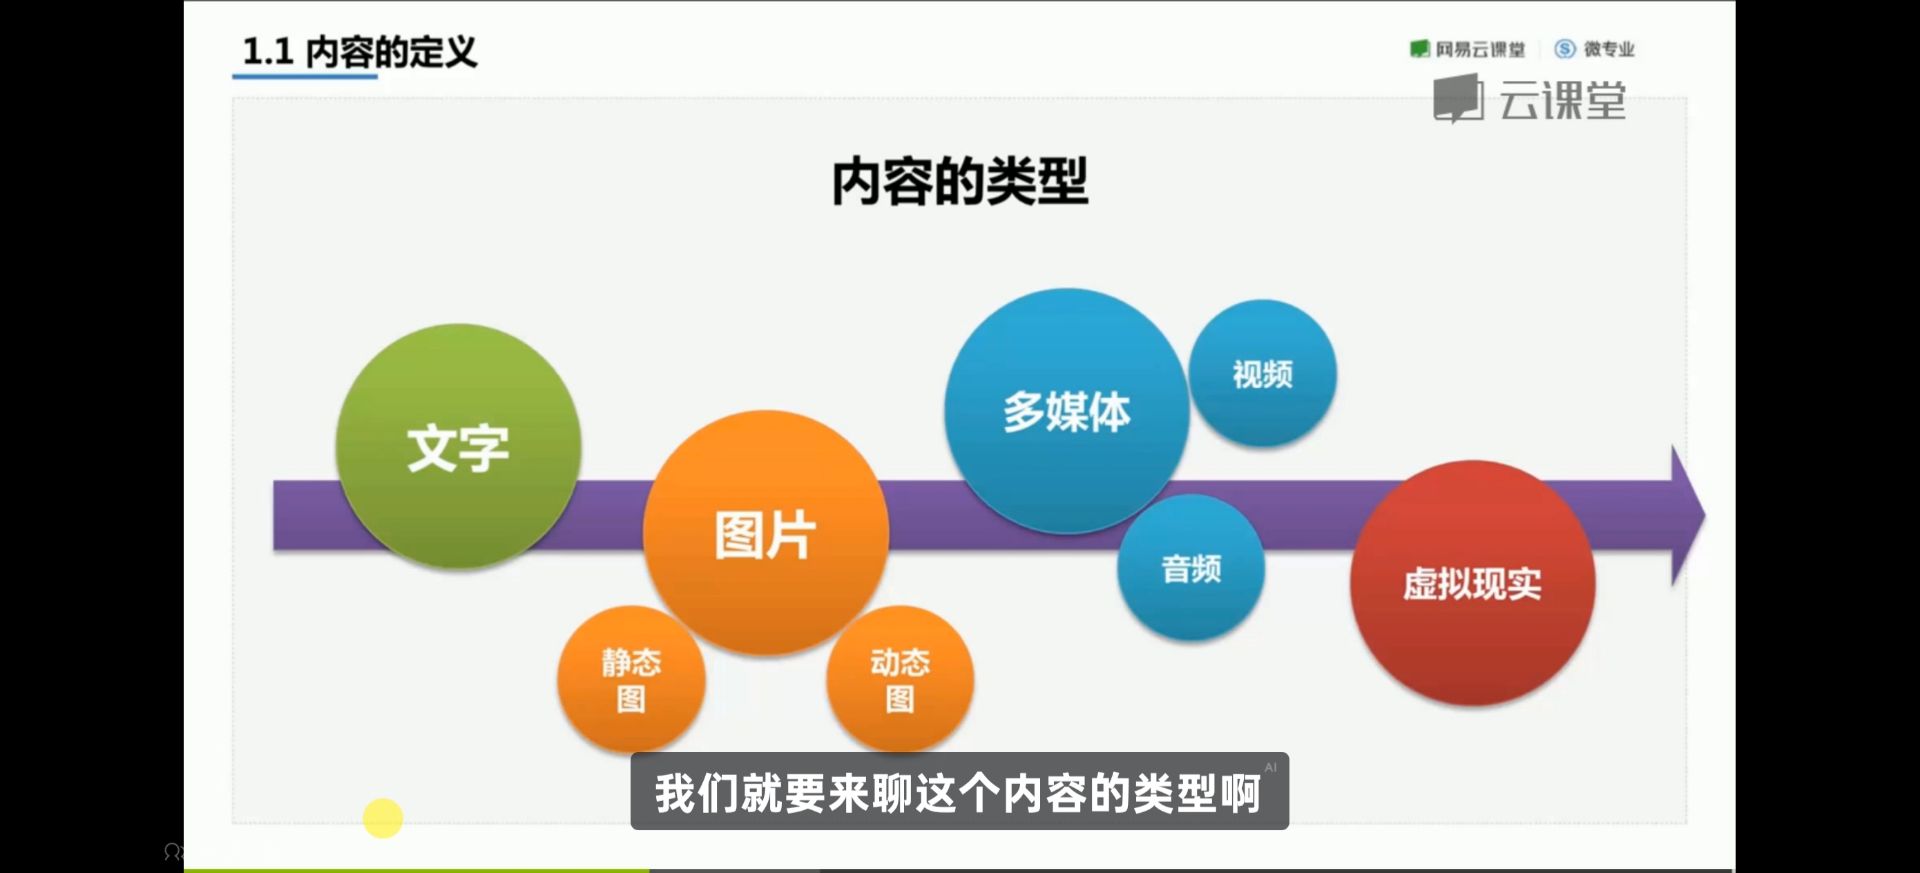 1.1 内容的定义
网易云课堂 微专业
云课堂
内容的类型
文字
图片
静态
图
动态
图
多媒体
视频
音频
虚拟现实
我们就要来聊这个内容的类型啊
AI